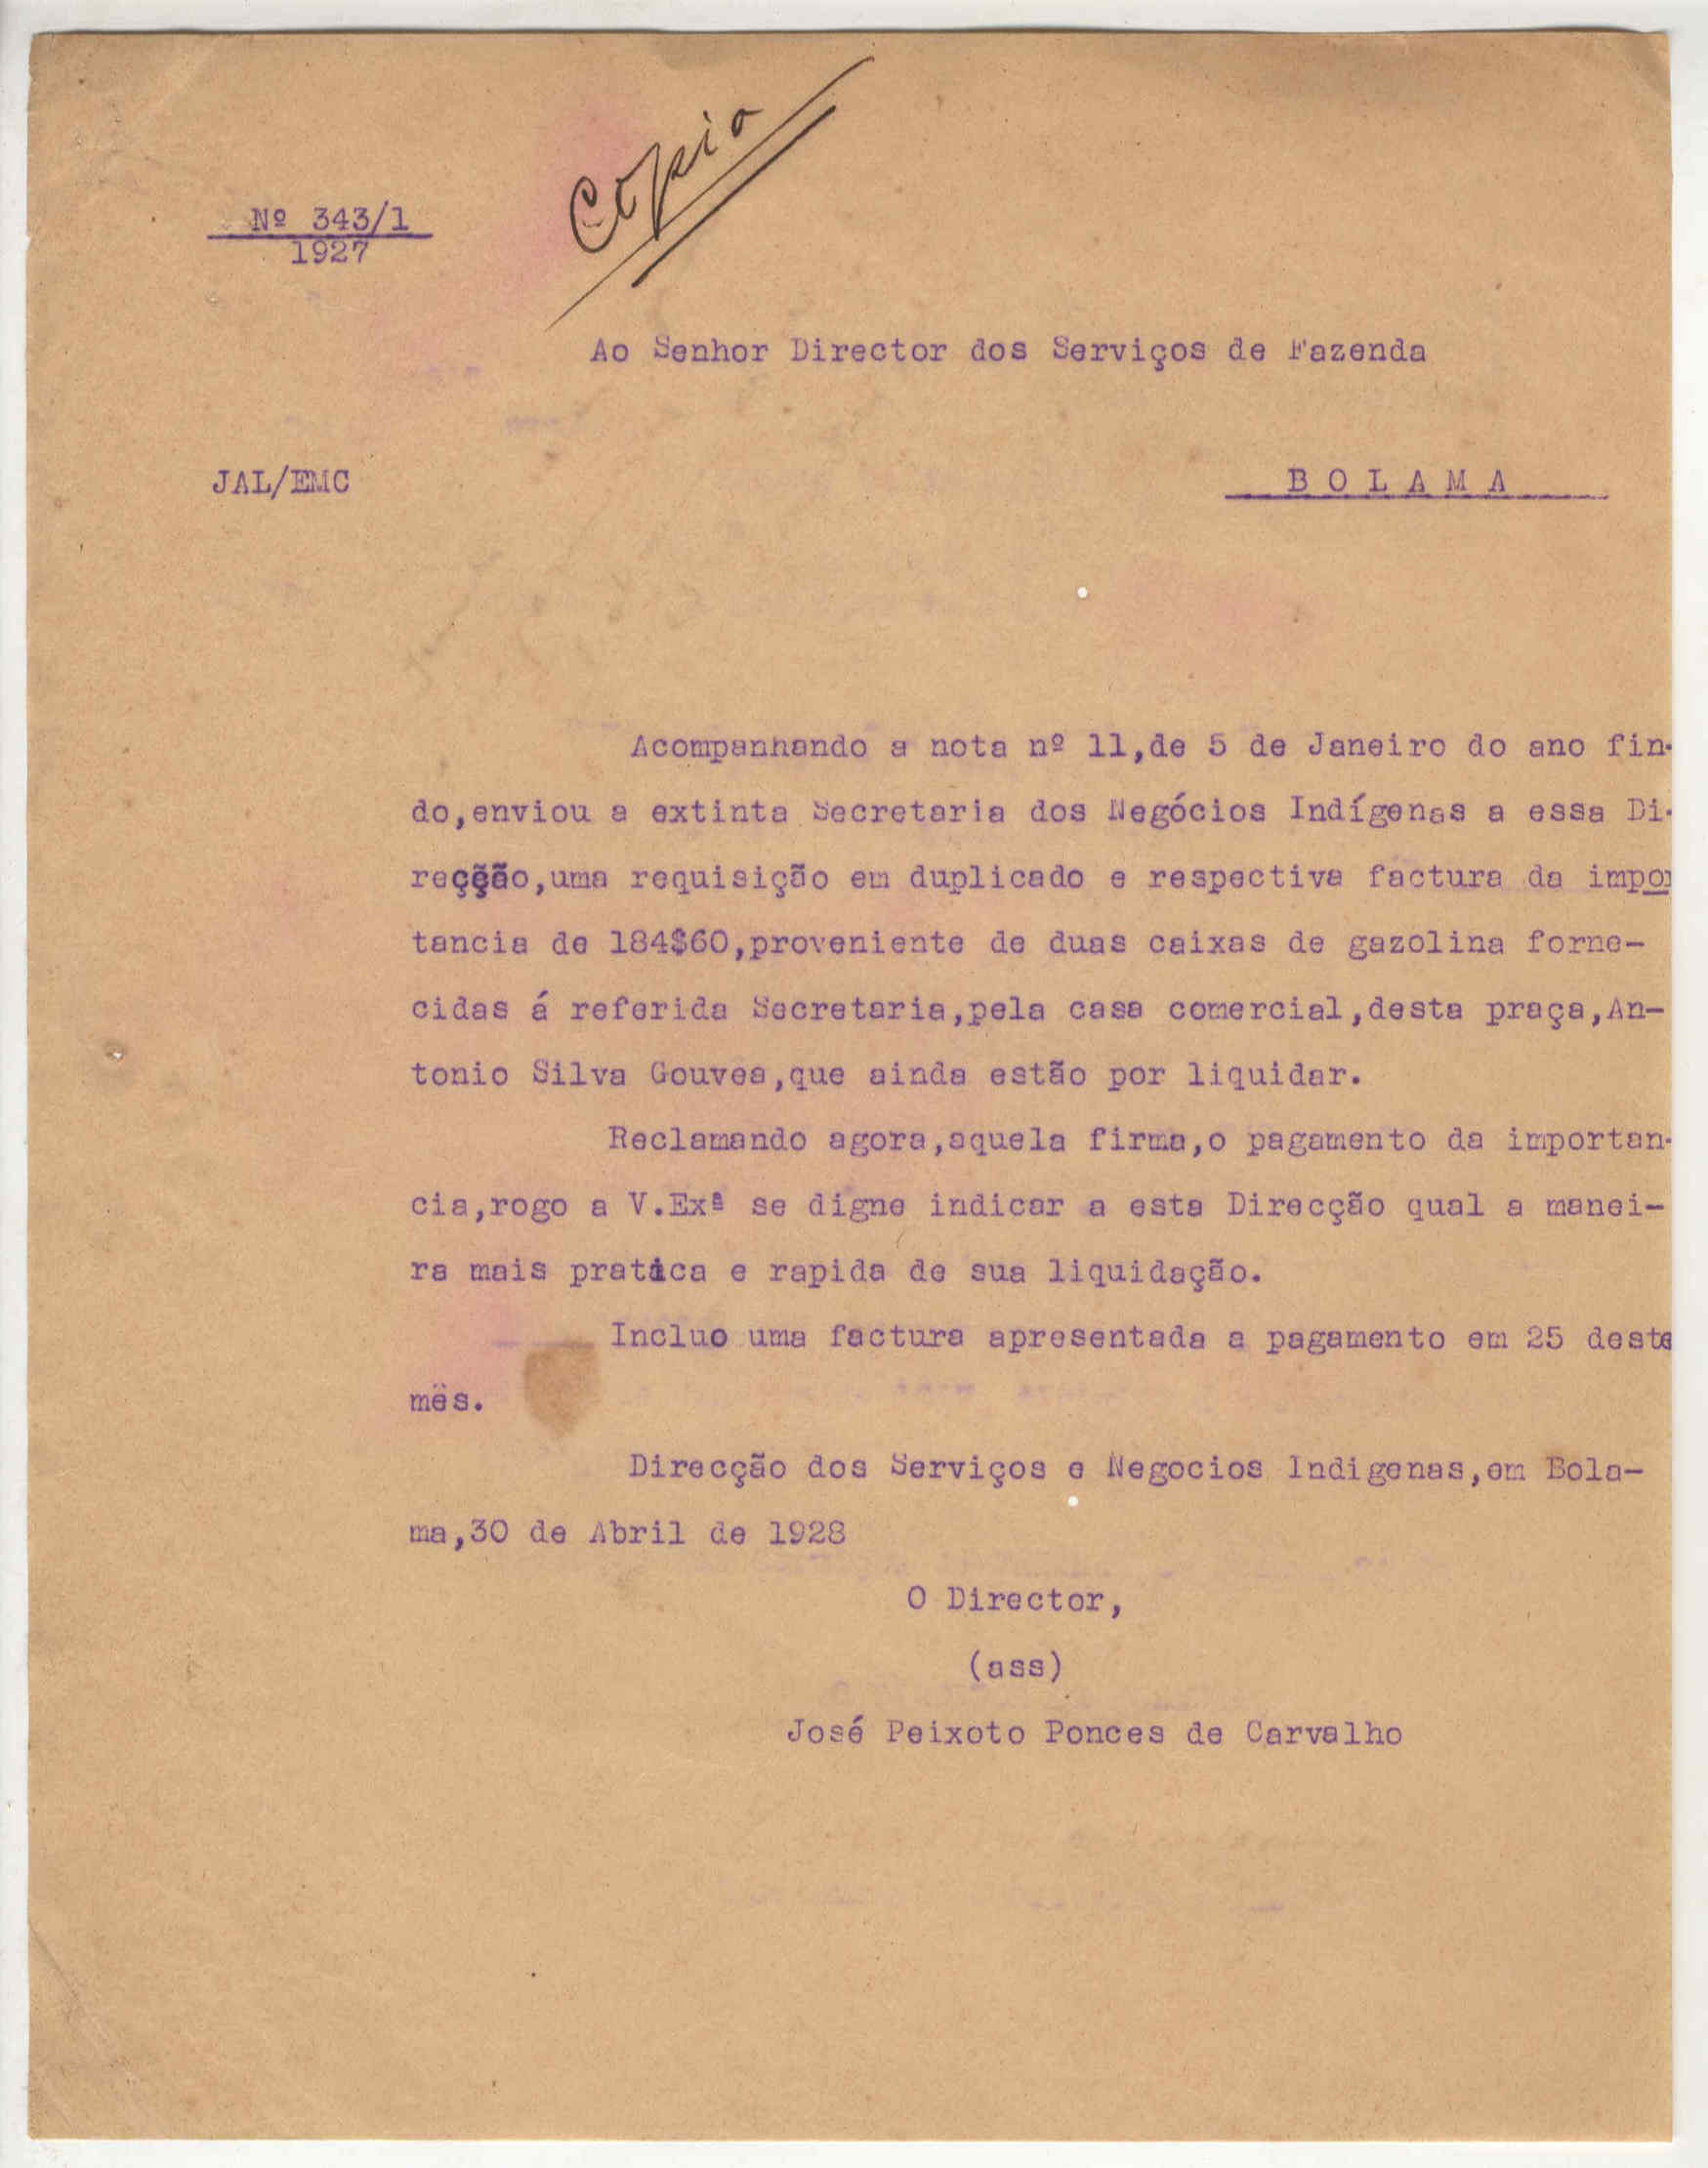 Copia
Nº 343/1
1927
Ao Senhor Director dos Serviços de Fazenda
JAL/EMC
B O L A M A
Acompanhando a nota nº 11,de 5 de Janeiro do ano fin-
do,enviou a extinta Secretaria dos Negócios Indígenas a essa Di-
recção,uma requisição em duplicado e respectiva factura da impor
tancia de 184$60,proveniente de duas caixas de gazolina forne-
cidas á referida Secretaria,pela casa comercial,desta praça,An-
tonio Silva Gouvea,que ainda estão por liquidar.
Reclamando agora,aquela firma,o pagamento da importan-
cia,rogo a V.Exª se digne indicar a esta Direcção qual a manei-
ra mais pratica e rapida de sua liquidação.
Incluo uma factura apresentada a pagamento em 25 deste
mês.
Direcção dos Serviços e Negocios Indigenas,em Bola-
ma,30 de Abril de 1928
O Director,
(ass)
José Peixoto Ponces de Carvalho